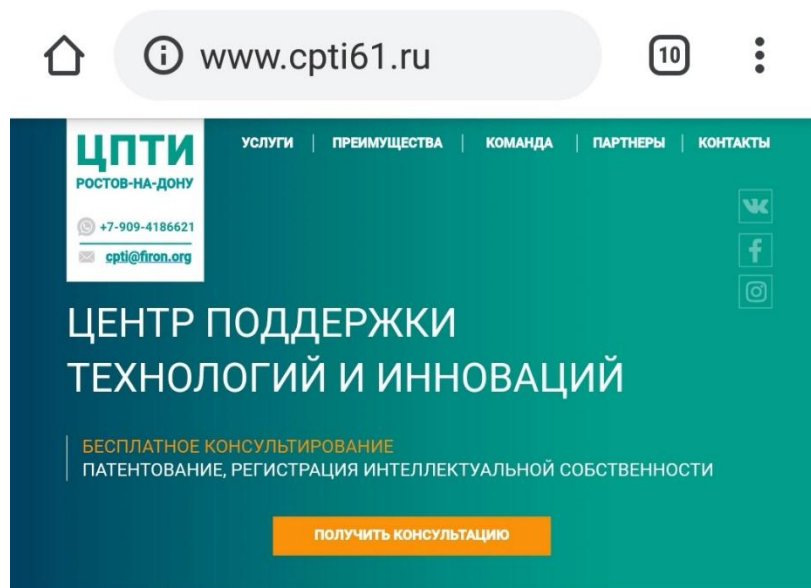 www.cpti61.ru
10
ЦПТИ
РОСТОВ-НА-ДОНУ
+7-909-4186621
cpti@firon.org
УСЛУГИ | ПРЕИМУЩЕСТВА | КОМАНДА | ПАРТНЕРЫ | КОНТАКТЫ
ЦЕНТР ПОДДЕРЖКИ
ТЕХНОЛОГИЙ И ИННОВАЦИЙ
БЕСПЛАТНОЕ КОНСУЛЬТИРОВАНИЕ
ПАТЕНТОВАНИЕ, РЕГИСТРАЦИЯ ИНТЕЛЛЕКТУАЛЬНОЙ СОБСТВЕННОСТИ
ПОЛУЧИТЬ КОНСУЛЬТАЦИЮ